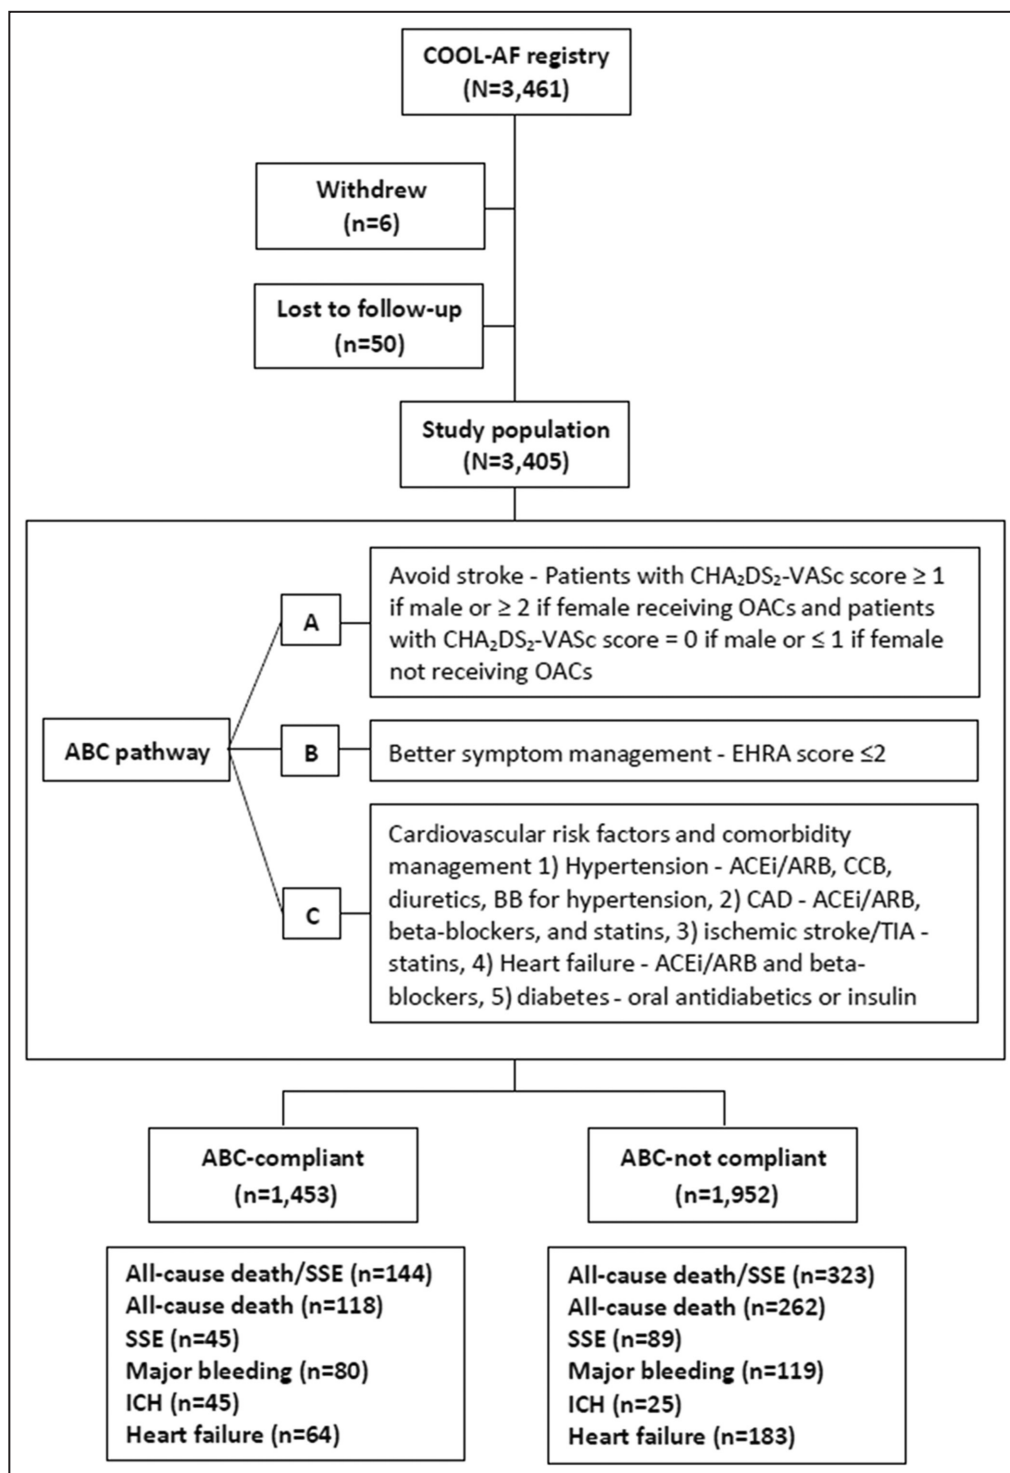 COOL-AF registry
(N=3,461)
Withdrew
(n=6)
Lost to follow-up
(n=50)
Study population
(N=3,405)
ABC pathway
A
Avoid stroke - Patients with CHA₂DS₂-VASc score ≥ 1
if male or ≥ 2 if female receiving OACs and patients
with CHA₂DS₂-VASc score = 0 if male or ≤ 1 if female
not receiving OACs
B
Better symptom management - EHRA score ≤2
C
Cardiovascular risk factors and comorbidity
management 1) Hypertension - ACEi/ARB, CCB,
diuretics, BB for hypertension, 2) CAD - ACEi/ARB,
beta-blockers, and statins, 3) ischemic stroke/TIA -
statins, 4) Heart failure - ACEi/ARB and beta-
blockers, 5) diabetes - oral antidiabetics or insulin
ABC-compliant
(n=1,453)
All-cause death/SSE (n=144)
All-cause death (n=118)
SSE (n=45)
Major bleeding (n=80)
ICH (n=45)
Heart failure (n=64)
ABC-not compliant
(n=1,952)
All-cause death/SSE (n=323)
All-cause death (n=262)
SSE (n=89)
Major bleeding (n=119)
ICH (n=25)
Heart failure (n=183)